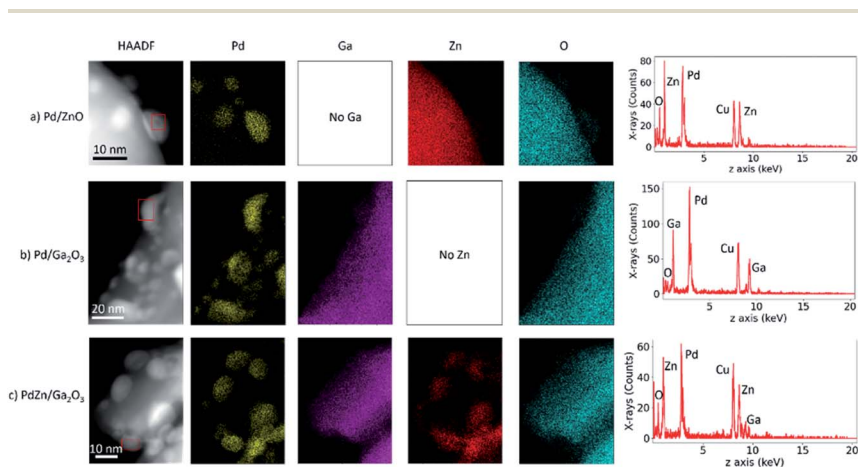 HAADF Pd Ga Zn O
a) Pd/ZnO
10 nm
No Ga
X-rays (Counts)
80
60
40
20
0
O
Zn
Pd
Cu
Zn
5 10 15 20
z axis (keV)
b) Pd/Ga₂O₃
20 nm
No Zn
X-rays (Counts)
150
100
50
0
O
Ga
Pd
Cu
Ga
5 10 15 20
z axis (keV)
c) PdZn/Ga₂O₃
10 nm
X-rays (Counts)
60
40
20
0
O
Zn
Pd
Cu
Zn
Ga
0 5 10 15 20
z axis (keV)